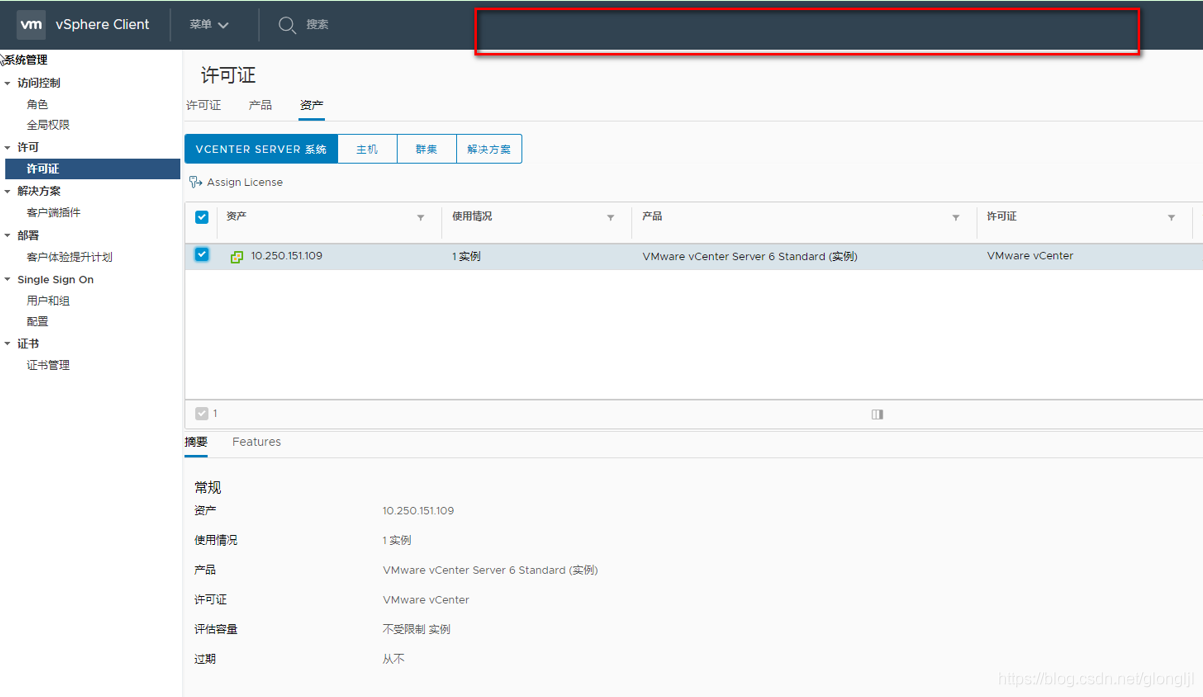 vm vSphere Client 菜单 搜索
系统管理
访问控制
角色
全局权限
许可
许可证
解决方案
客户端插件
部署
客户体验提升计划
Single Sign On
用户和组
配置
证书
证书管理
许可证
许可证 产品 资产
VCENTER SERVER 系统 主机 群集 解决方案
Assign License
资产 使用情况 产品 许可证
10.250.151.109 1 实例 VMware vCenter Server 6 Standard (实例) VMware vCenter
1
摘要 Features
常规
资产 10.250.151.109
使用情况 1 实例
产品 VMware vCenter Server 6 Standard (实例)
许可证 VMware vCenter
评估容量 不受限制 实例
过期 从不